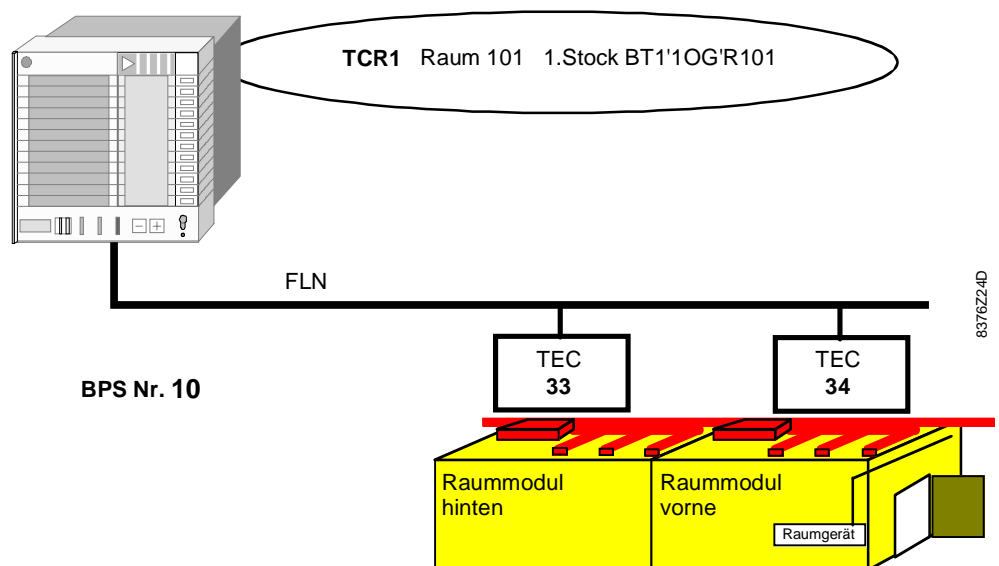 TCR1 Raum 101 1.Stock BT1'1OG'R101
FLN
8376Z24D
TEC
33
TEC
34
BPS Nr. 10
Raummodul
hinten
Raummodul
vorne
Raumgerät